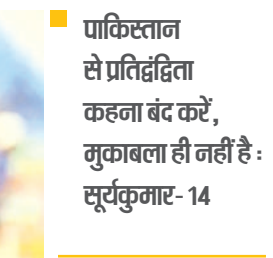 पाकिस्तान
से प्रतिद्वंद्विता
कहना बंद करें,
मुकाबला ही नहीं है :
सूर्यकुमार- 14